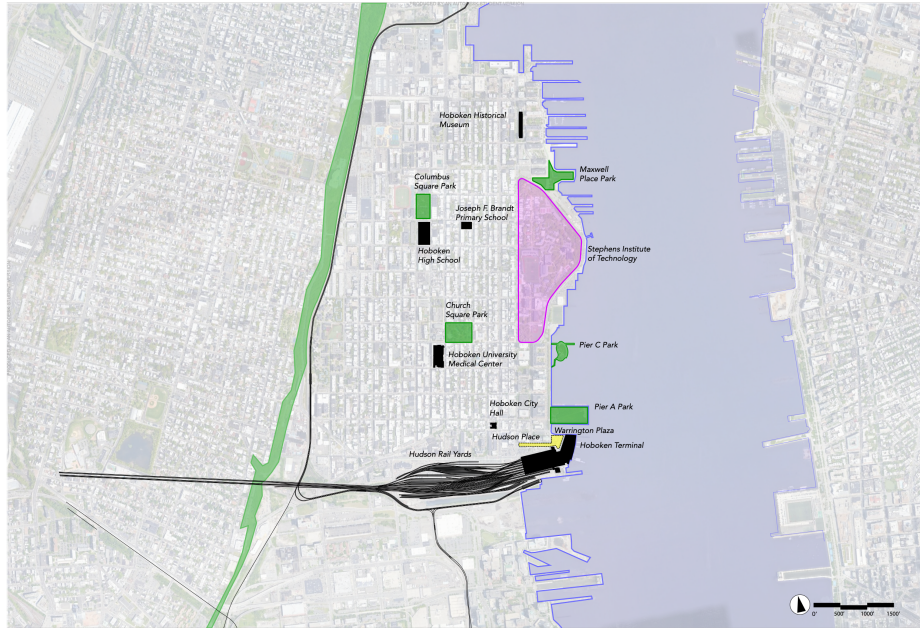 Hoboken Historical
Museum
Maxwell
Place Park
Columbus
Square Park
Joseph F. Brandt
Primary School
Hoboken
High School
Stephens Institute
of Technology
Church
Square Park
Pier C Park
Hoboken University
Medical Center
Hoboken City
Hall
Pier A Park
Warrington Plaza
Hudson Place
Hoboken Terminal
Hudson Rail Yards
0' 500' 1000' 1500'